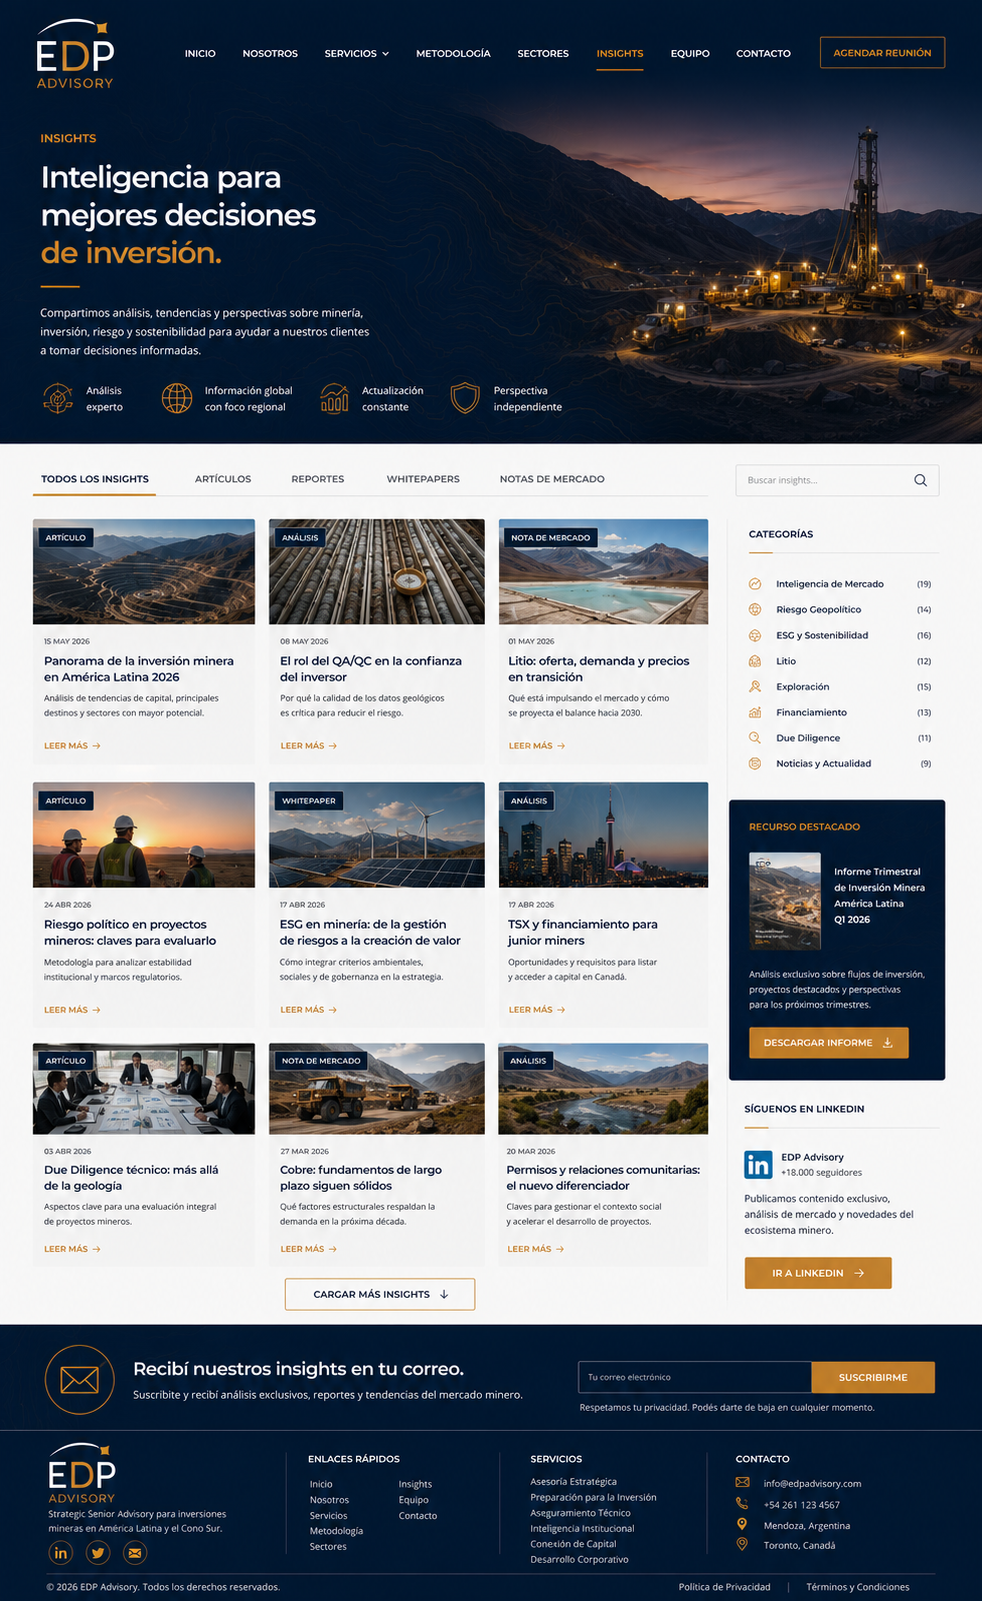 EDP
ADVISORY
INICIO
NOSOTROS
SERVICIOS
METODOLOGÍA
SECTORES
INSIGHTS
EQUIPO
CONTACTO
AGENDAR REUNIÓN
INSIGHTS
Inteligencia para
mejores decisiones
de inversión.
Compartimos análisis, tendencias y perspectivas sobre minería,
inversión, riesgo y sostenibilidad para ayudar a nuestros clientes
a tomar decisiones informadas.
Análisis
experto
Información global
con foco regional
Actualización
constante
Perspectiva
independiente
TODOS LOS INSIGHTS
ARTÍCULOS
REPORTES
WHITEPAPERS
NOTAS DE MERCADO
Buscar insights...
ARTÍCULO
15 MAY 2026
Panorama de la inversión minera
en América Latina 2026
Análisis de tendencias de capital, principales
destinos y sectores con mayor potencial.
LEER MÁS →
ANÁLISIS
08 MAY 2026
El rol del QA/QC en la confianza
del inversor
Por qué la calidad de los datos geológicos
es crítica para reducir el riesgo.
LEER MÁS →
NOTA DE MERCADO
01 MAY 2026
Litio: oferta, demanda y precios
en transición
Qué está impulsando el mercado y cómo
se proyecta el balance hacia 2030.
LEER MÁS →
ARTÍCULO
24 ABR 2026
Riesgo político en proyectos
mineros: claves para evaluarlo
Metodología para analizar estabilidad
institucional y marcos regulatorios.
LEER MÁS →
WHITEPAPER
17 ABR 2026
ESG en minería: de la gestión
de riesgos a la creación de valor
Cómo integrar criterios ambientales,
sociales y de gobernanza en la estrategia.
LEER MÁS →
ANÁLISIS
17 ABR 2026
TSX y financiamiento para
junior miners
Oportunidades y requisitos para listar
y acceder a capital en Canadá.
LEER MÁS →
ARTÍCULO
03 ABR 2026
Due Diligence técnico: más allá
de la geología
Aspectos clave para una evaluación integral
de proyectos mineros.
LEER MÁS →
NOTA DE MERCADO
27 MAR 2026
Cobre: fundamentos de largo
plazo siguen sólidos
Qué factores estructurales respaldan la
demanda en la próxima década.
LEER MÁS →
ANÁLISIS
20 MAR 2026
Permisos y relaciones comunitarias:
el nuevo diferenciador
Claves para gestionar el contexto social
y acelerar el desarrollo de proyectos.
LEER MÁS →
CARGAR MÁS INSIGHTS ↓
CATEGORÍAS
Inteligencia de Mercado (19)
Riesgo Geopolítico (14)
ESG y Sostenibilidad (16)
Litio (12)
Exploración (15)
Financiamiento (13)
Due Diligence (11)
Noticias y Actualidad (9)
RECURSO DESTACADO
EDP
Informe Trimestral
de Inversión Minera
América Latina
Q1 2026
Análisis exclusivo sobre flujos de inversión,
proyectos destacados y perspectivas
para los próximos trimestres.
DESCARGAR INFORME
SÍGUENOS EN LINKEDIN
in
EDP Advisory
+18.000 seguidores
Publicamos contenido exclusivo,
análisis de mercado y novedades del
ecosistema minero.
IR A LINKEDIN →
Recibí nuestros insights en tu correo.
Suscribite y recibí análisis exclusivos, reportes y tendencias del mercado minero.
Tu correo electrónico
SUSCRIBIRME
Respetamos tu privacidad. Podés darte de baja en cualquier momento.
EDP
ADVISORY
Strategic Senior Advisory para inversiones
mineras en América Latina y el Cono Sur.
in
ENLACES RÁPIDOS
Inicio
Nosotros
Servicios
Metodología
Sectores
Insights
Equipo
Contacto
SERVICIOS
Asesoría Estratégica
Preparación para la Inversión
Aseguramiento Técnico
Inteligencia Institucional
Conexión de Capital
Desarrollo Corporativo
CONTACTO
info@edpadvisory.com
+54 261 123 4567
Mendoza, Argentina
Toronto, Canadá
© 2026 EDP Advisory. Todos los derechos reservados.
Política de Privacidad | Términos y Condiciones